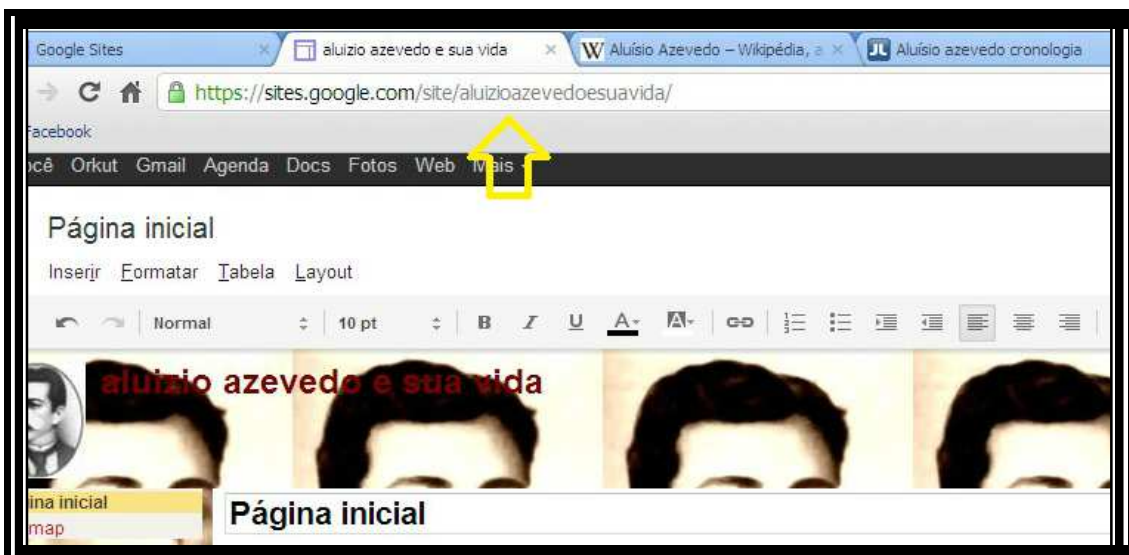 Google Sites × aluizio azevedo e sua vida × W Aluísio Azevedo – Wikipédia, a × JL Aluísio azevedo cronologia
https://sites.google.com/site/aluizioazevedoesuavida/
Facebook
ocê Orkut Gmail Agenda Docs Fotos Web Mais
Página inicial
Inserir Formatar Tabela Layout
Normal 10 pt B I U A A
aluizio azevedo e sua vida
ina inicial
Página inicial
map